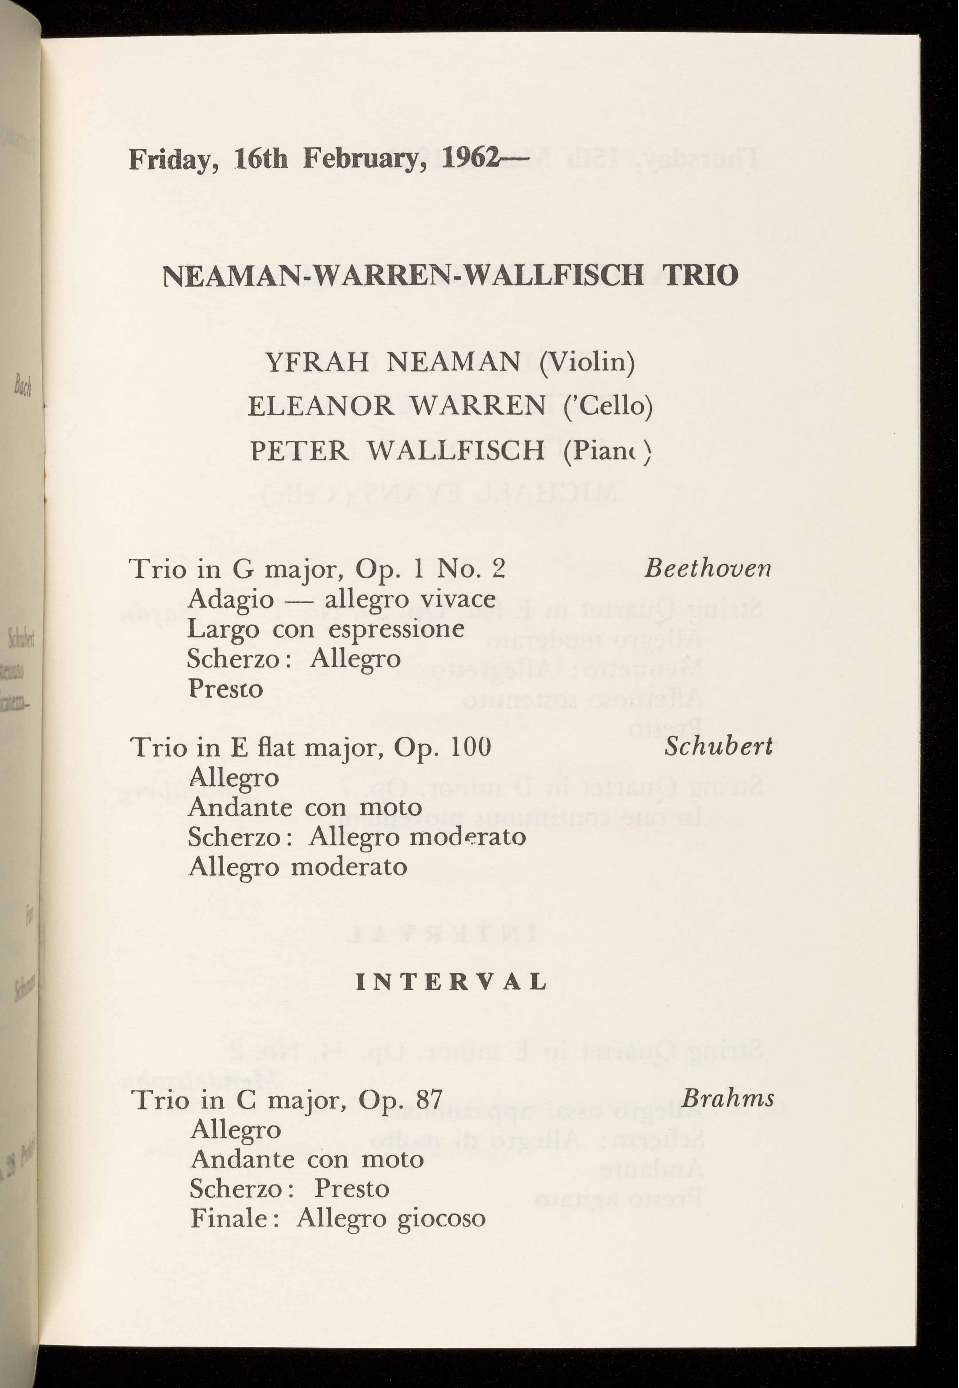 Friday, 16th February, 1962—
NEAMAN-WARREN-WALLFISCH TRIO
YFRAH NEAMAN (Violin)
ELEANOR WARREN (’Cello)
PETER WALLFISCH (Piano)
Trio in G major, Op. 1 No. 2 Beethoven
Adagio — allegro vivace
Largo con espressione
Scherzo: Allegro
Presto
Trio in E flat major, Op. 100 Schubert
Allegro
Andante con moto
Scherzo: Allegro moderato
Allegro moderato
INTERVAL
Trio in C major, Op. 87 Brahms
Allegro
Andante con moto
Scherzo: Presto
Finale: Allegro giocoso
Bach
Schubert